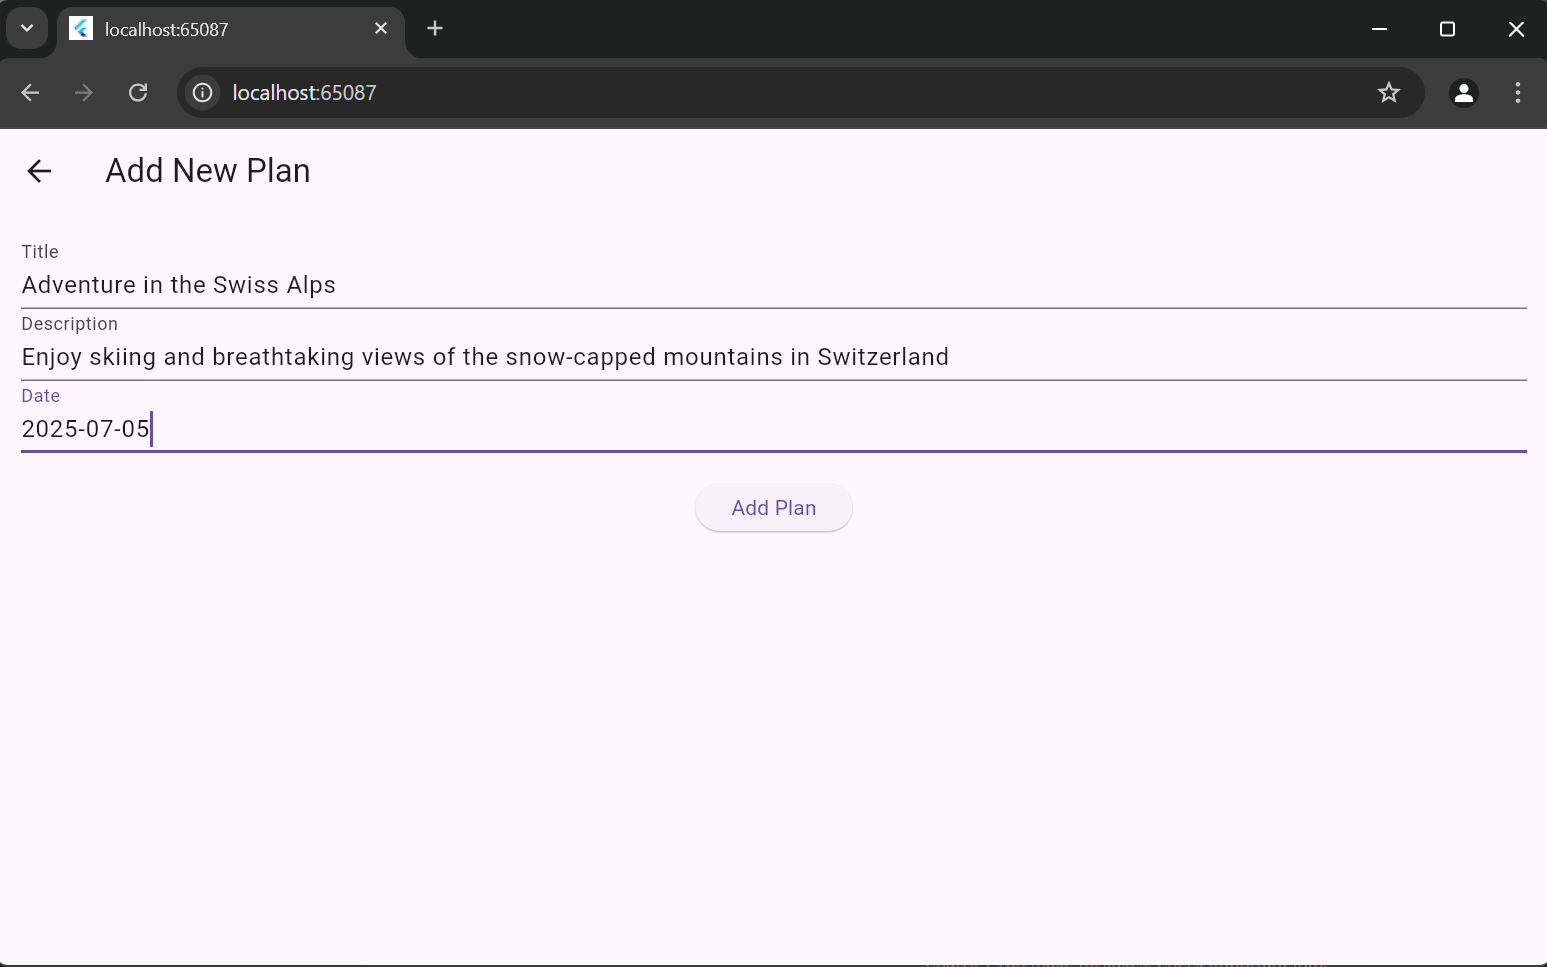 localhost:65087
localhost:65087
Add New Plan
Title
Adventure in the Swiss Alps
Description
Enjoy skiing and breathtaking views of the snow-capped mountains in Switzerland
Date
2025-07-05
Add Plan